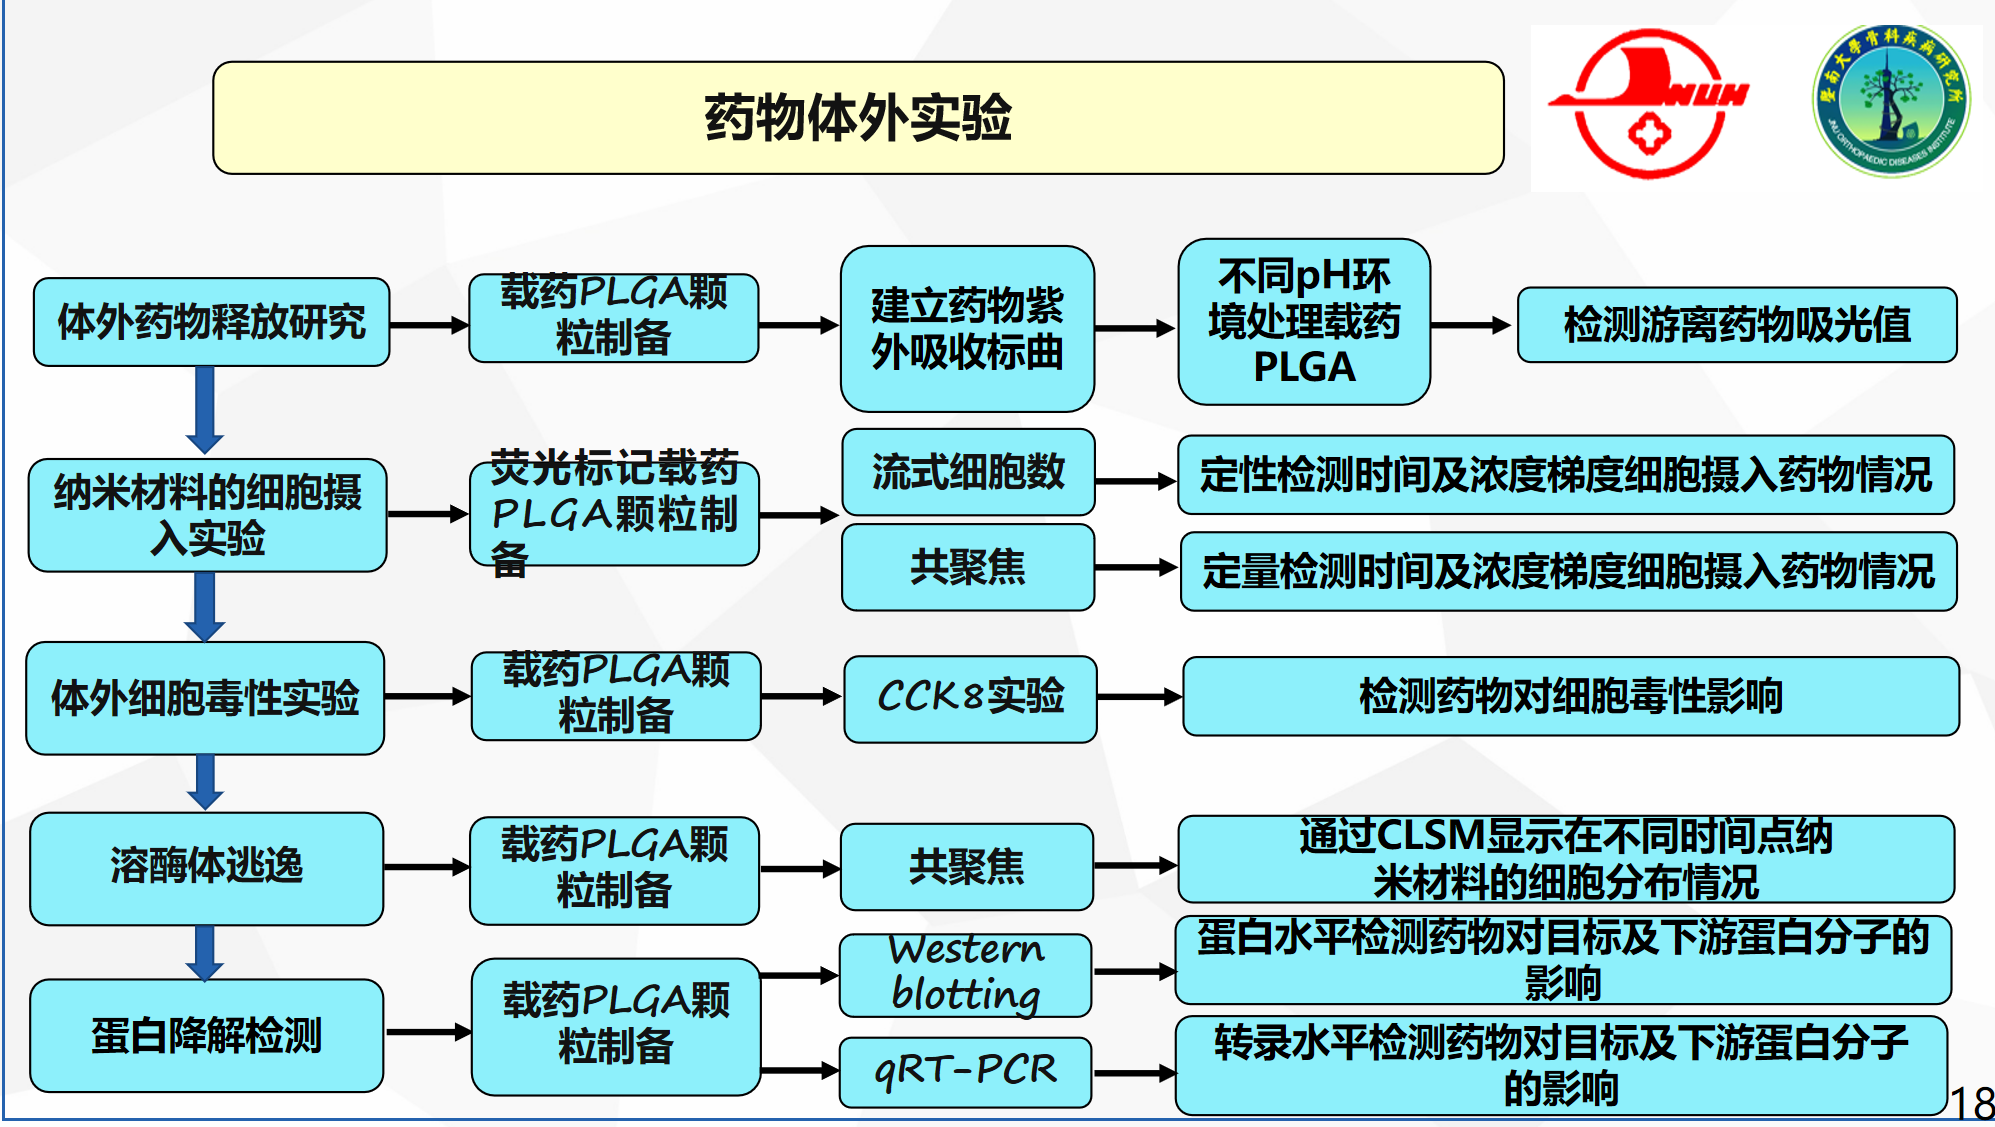 药物体外实验
NUH
暨南大学骨科疾病研究所
JNU ORTHOPAEDIC DISEASES INSTITUTE
体外药物释放研究
载药PLGA颗
粒制备
建立药物紫
外吸收标曲
不同pH环
境处理载药
PLGA
检测游离药物吸光值
纳米材料的细胞摄
入实验
荧光标记载药
PLGA颗粒制
备
流式细胞数
定性检测时间及浓度梯度细胞摄入药物情况
共聚焦
定量检测时间及浓度梯度细胞摄入药物情况
体外细胞毒性实验
载药PLGA颗
粒制备
CCK8实验
检测药物对细胞毒性影响
溶酶体逃逸
载药PLGA颗
粒制备
共聚焦
通过CLSM显示在不同时间点纳
米材料的细胞分布情况
蛋白降解检测
载药PLGA颗
粒制备
Western
blotting
蛋白水平检测药物对目标及下游蛋白分子的
影响
qRT-PCR
转录水平检测药物对目标及下游蛋白分子
的影响
18